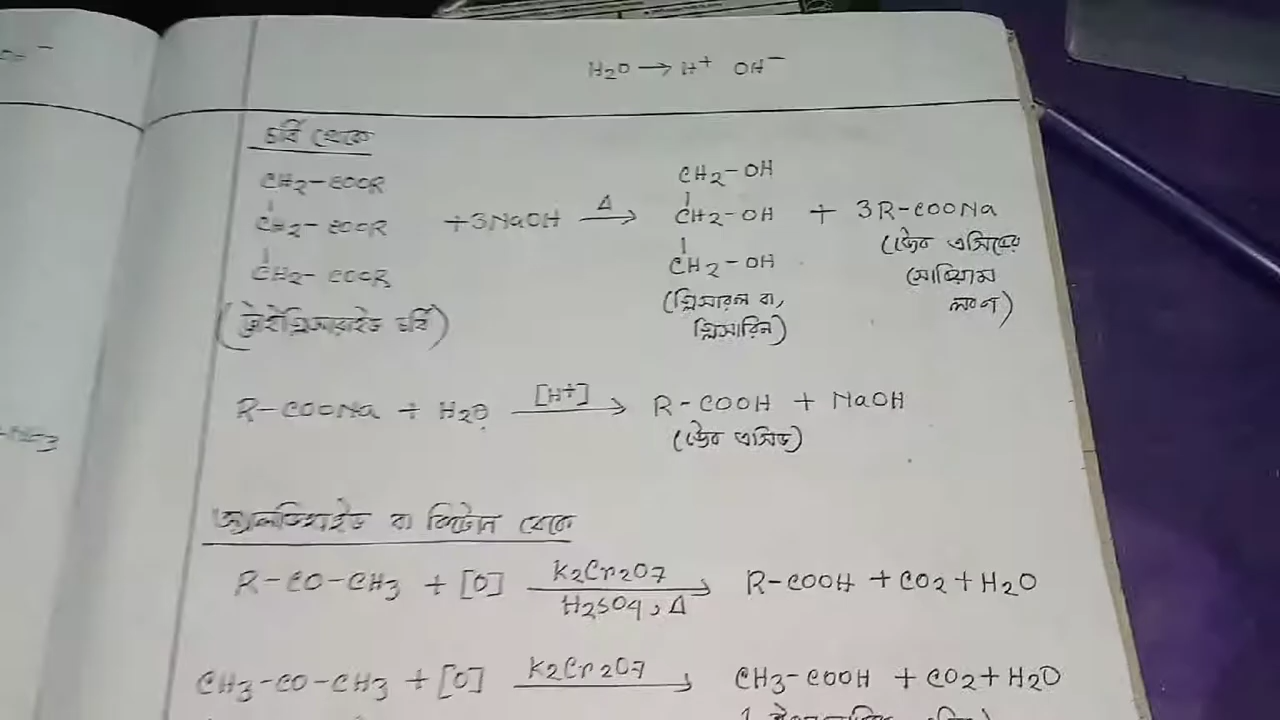 H2O → H+ OH−
চর্বি থেকে
CH2-COOR
CH2-COOR + 3NaOH →Δ CH2-OH + 3R-COONa
CH2-COOR
CH2-OH
CH2-OH
(জৈব এসিডের
সোডিয়াম
লবণ)
(ট্রাইগ্লিসারাইড চর্বি)
(গ্লিসারল বা,
গ্লিসারিন)
R-COONa + H2O →[H+] R-COOH + NaOH
(জৈব এসিড)
অ্যালডিহাইড বা কিটোন থেকে
R-CO-CH3 + [O] →K2Cr2O7 / H2SO4, Δ R-COOH + CO2 + H2O
CH3-CO-CH3 + [O] →K2Cr2O7 CH3-COOH + CO2 + H2O